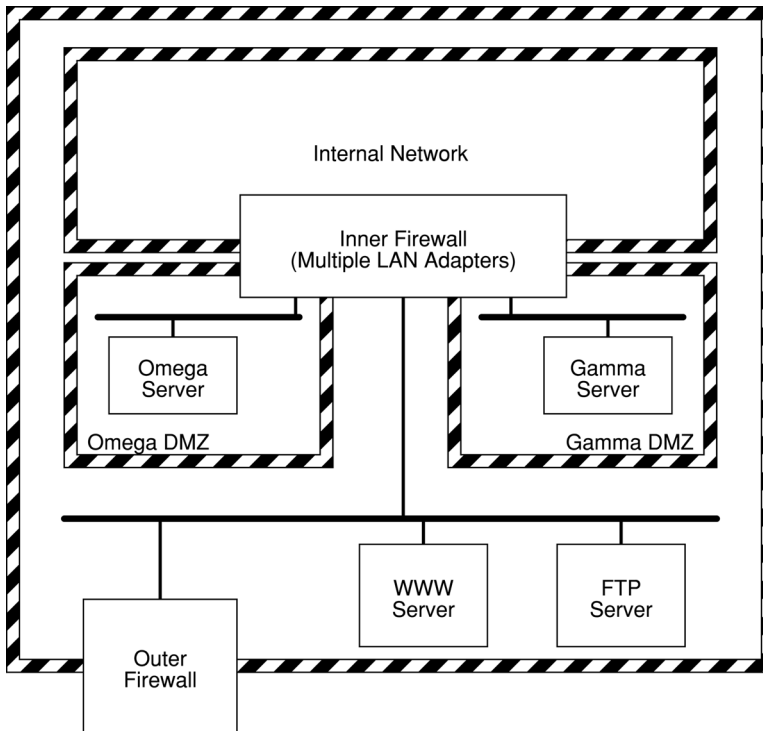 Internal Network
Inner Firewall
(Multiple LAN Adapters)
Omega
Server
Omega DMZ
Gamma
Server
Gamma DMZ
WWW
Server
FTP
Server
Outer
Firewall